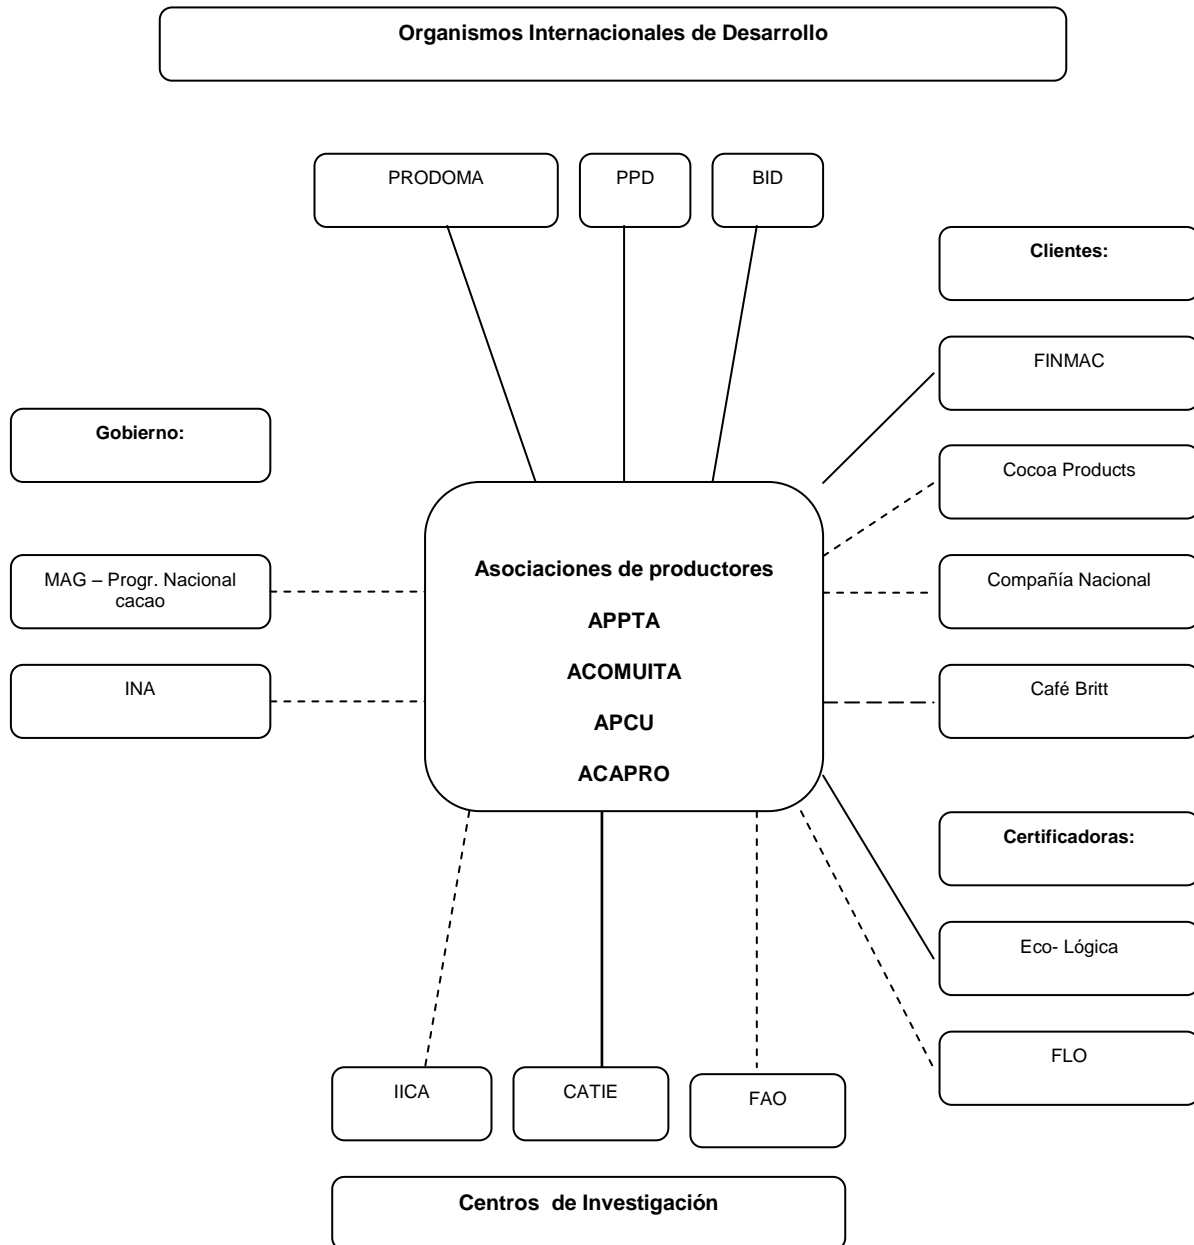 Organismos Internacionales de Desarrollo
PRODOMA
PPD
BID
Clientes:
FINMAC
Gobierno:
Cocoa Products
MAG – Progr. Nacional
cacao
Asociaciones de productores
APPTA
ACOMUITA
APCU
ACAPRO
Compañía Nacional
INA
Café Britt
Certificadoras:
Eco- Lógica
FLO
IICA
CATIE
FAO
Centros  de Investigación